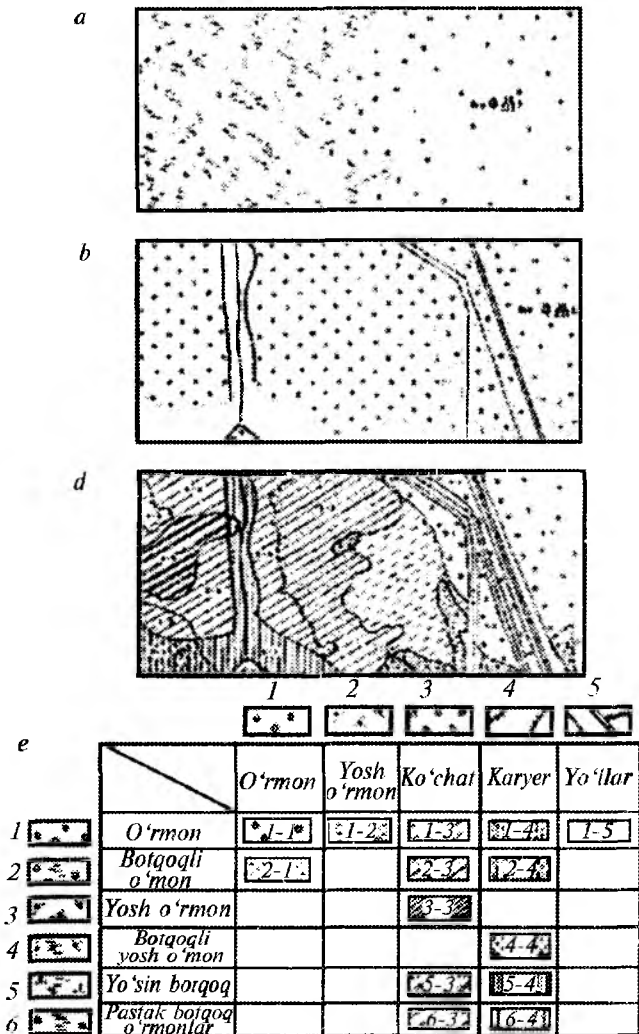 a
b
d
1 2 3 4 5
e
O‘rmon Yosh o‘rmon Ko‘chat Karyer Yo‘llar
1 O‘rmon 1-1 1-2 1-3 1-4 1-5
2 Botqoqli o‘mon 2-1 2-3 2-4
3 Yosh o‘rmon 3-3
4 Botqoqli yosh o‘mon 4-4
5 Yo‘sin botqoq 5-3 5-4
6 Pastak botqoq o‘rmonlar 6-3 6-4